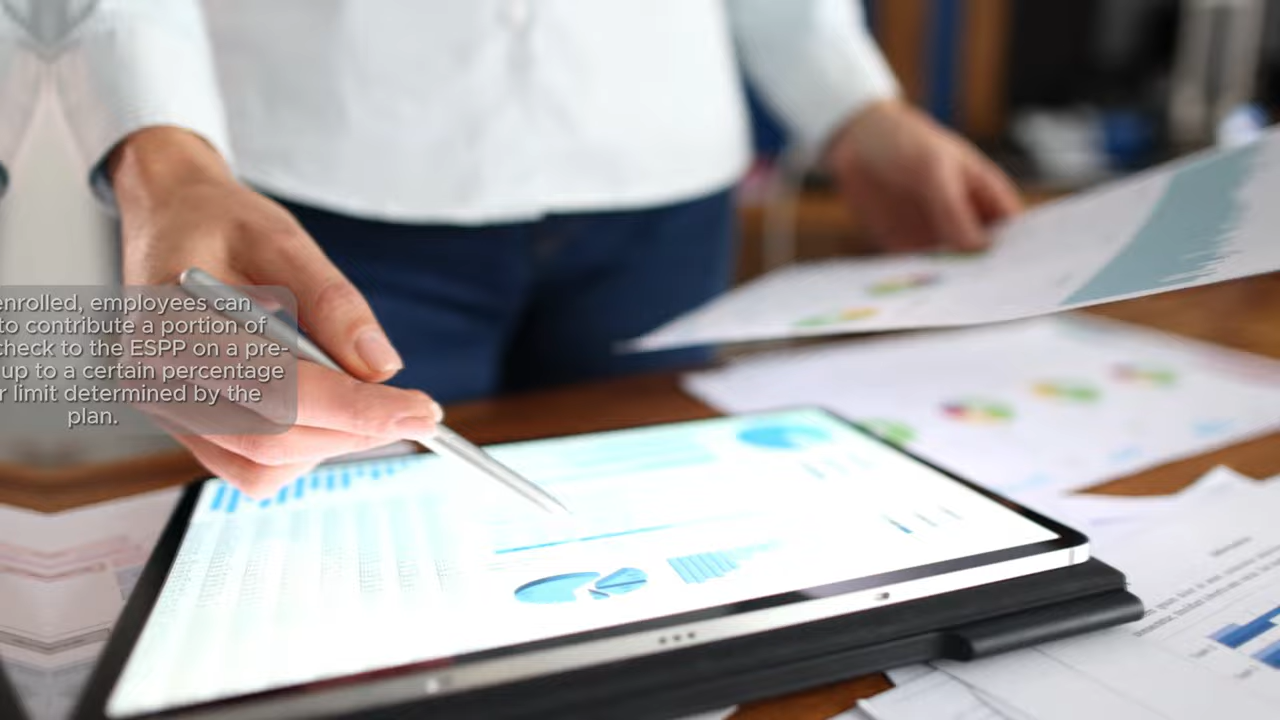 enrolled, employees can
to contribute a portion of
check to the ESPP on a pre-
up to a certain percentage
limit determined by the
plan.